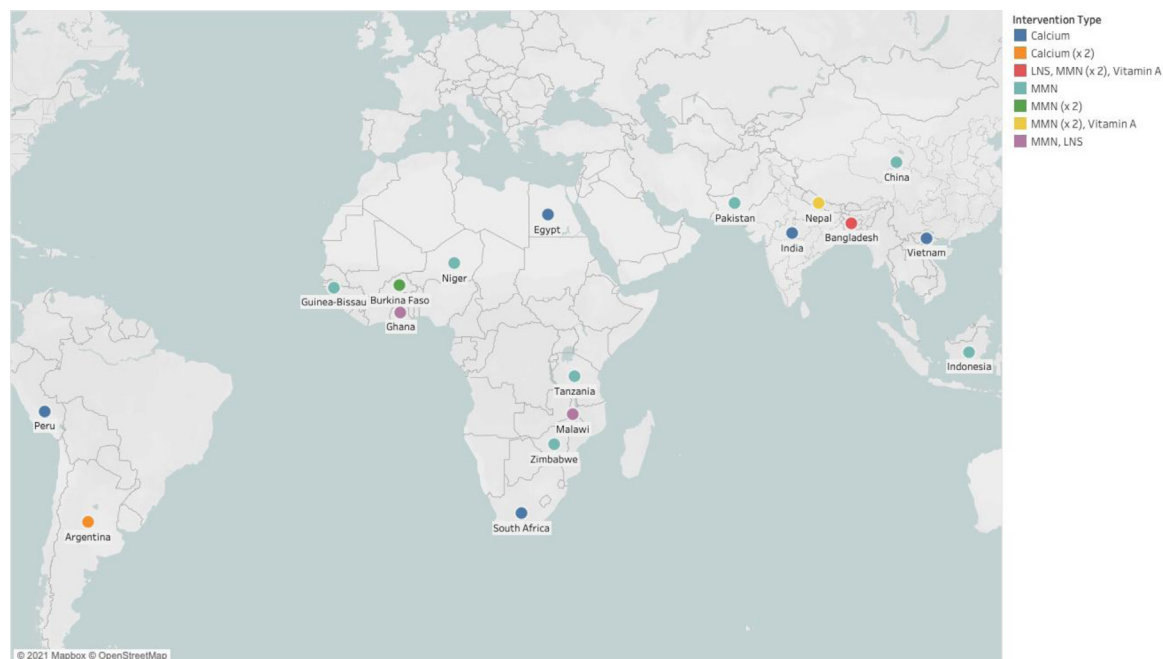 Intervention Type
Calcium
Calcium (x 2)
LNS, MMN (x 2), Vitamin A
MMN
MMN (x 2)
MMN (x 2), Vitamin A
MMN, LNS
China
Pakistan
Nepal
Egypt
Bangladesh
India
Vietnam
Niger
Guinea-Bissau
Burkina Faso
Ghana
Indonesia
Tanzania
Peru
Malawi
Zimbabwe
South Africa
Argentina
© 2021 Mapbox © OpenStreetMap